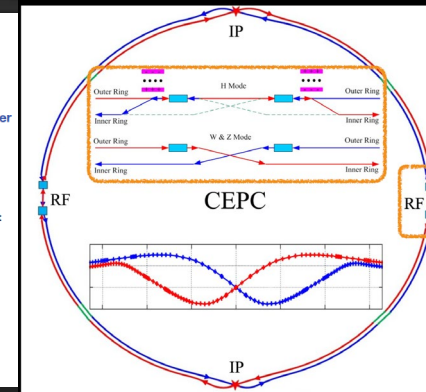 IP
H Mode
Outer Ring
Outer Ring
Inner Ring
Inner Ring
W & Z Mode
Outer Ring
Outer Ring
Inner Ring
Inner Ring
er
RF
CEPC
RF
IP